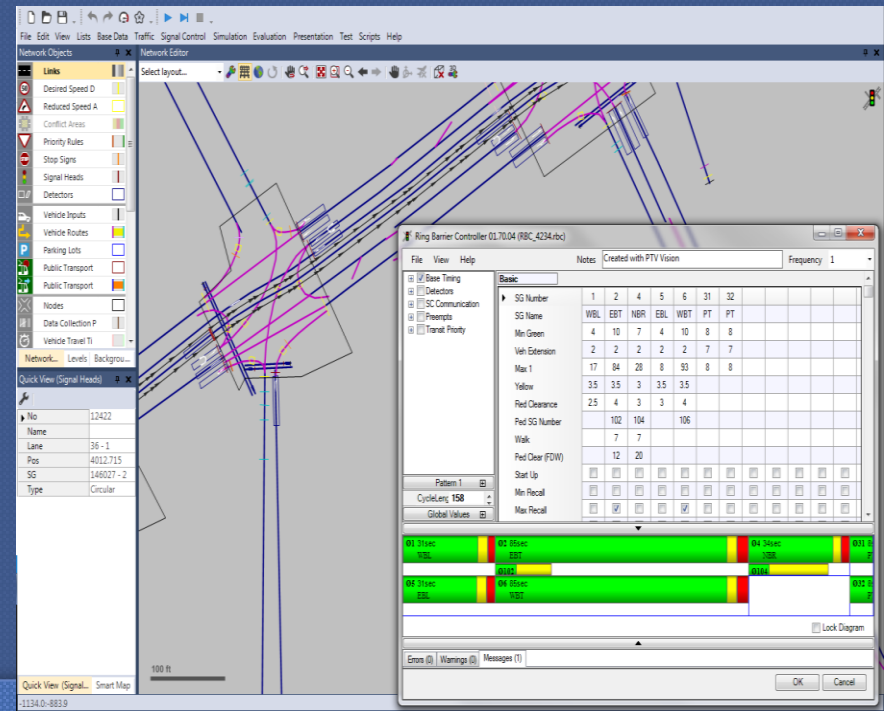 File Edit View Lists Base Data Traffic Signal Control Simulation Evaluation Presentation Test Scripts Help
Network Objects
Network Editor
Select layout...
Links
Desired Speed D
Reduced Speed A
Conflict Areas
Priority Rules
Stop Signs
Signal Heads
Detectors
Vehicle Inputs
Vehicle Routes
Parking Lots
Public Transport
Public Transport
Nodes
Data Collection P
Vehicle Travel Ti
Network... Levels Backgrou...
Quick View (Signal Heads)
No 12422
Name
Lane 36 - 1
Pos 4012.715
SG 146027 - 2
Type Circular
Quick View (Signal... Smart Map
-1134.0:-883.9
100 ft
Ring Barrier Controller 01.70.04 (RBC_4234.rbc)
File View Help Notes Created with PTV Vision Frequency 1
Base Timing
Detectors
SC Communication
Preempts
Transit Priority
Pattern 1
CycleLeng 158
Global Values
Basic
SG Number 1 2 4 5 6 31 32
SG Name WBL EBT NBR EBL WBT PT PT
Min Green 4 10 7 4 10 8 8
Veh Extension 2 2 2 2 2 7 7
Max 1 17 84 28 8 93 8 8
Yellow 3.5 3.5 3 3.5 3.5
Red Clearance 2.5 4 3 3 4
Ped SG Number 102 104 106
Walk 7 7
Ped Clear (FDW) 12 20
Start Up
Min Recall
Max Recall
Ø1 31sec Ø2 85sec Ø4 34sec
WBL EBT NBR
Ø102 Ø104
Ø5 31sec Ø6 85sec
EBL WBT
Lock Diagram
Errors (0) Warnings (0) Messages (1)
OK Cancel